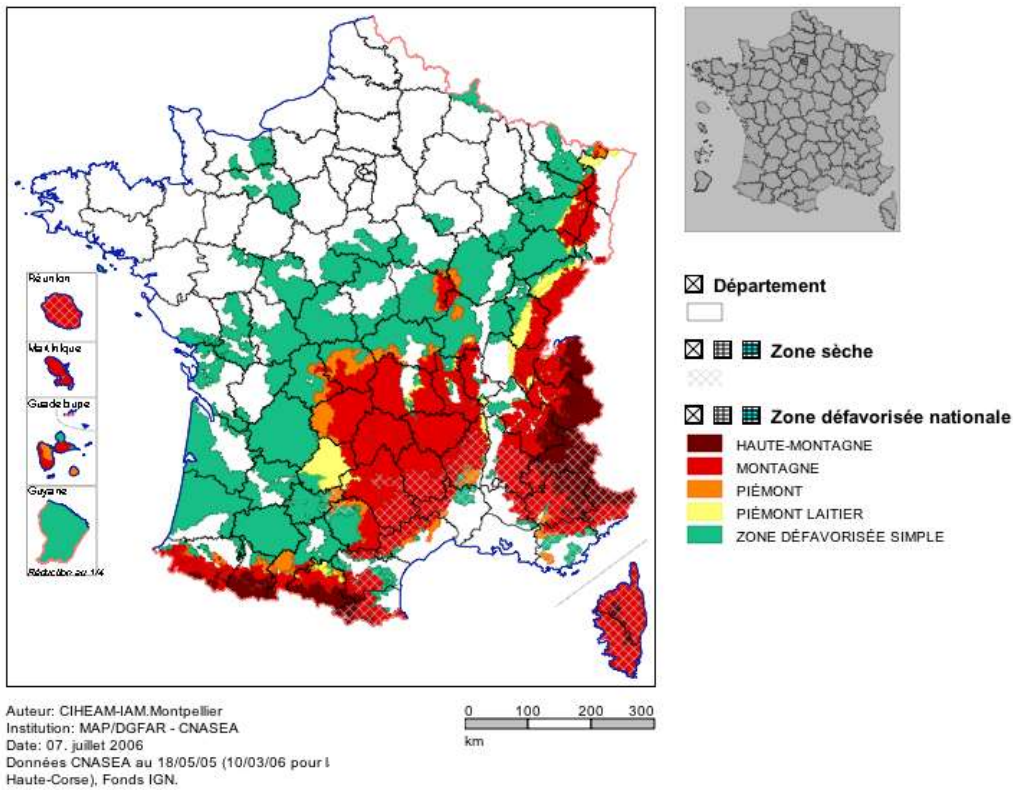 Réunion
Martinique
Guadeloupe
Guyane
Réduction au 1/4
Département
Zone sèche
Zone défavorisée nationale
HAUTE-MONTAGNE
MONTAGNE
PIÉMONT
PIÉMONT LAITIER
ZONE DÉFAVORISÉE SIMPLE
Auteur: CIHEAM-IAM.Montpellier
Institution: MAP/DGFAR - CNASEA
Date: 07. juillet 2006
Données CNASEA au 18/05/05 (10/03/06 pour l
Haute-Corse), Fonds IGN.
0 100 200 300
km